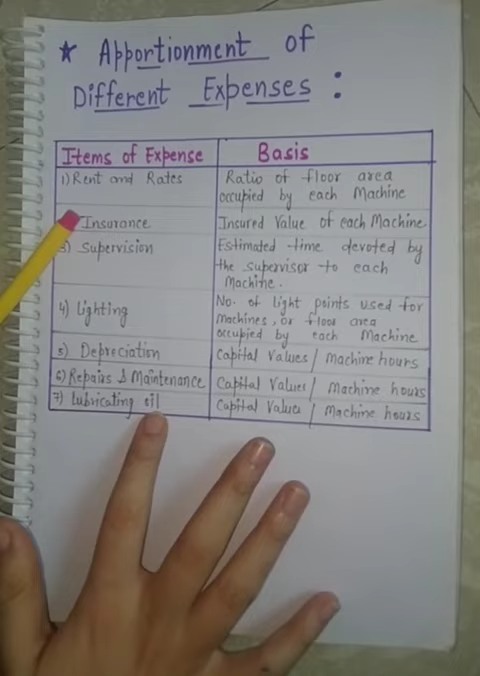 * Apportionment of
Different Expenses :
Items of Expense
Basis
1) Rent and Rates
Ratio of floor area
occupied by each Machine
Insurance
Insured Value of each Machine
3) Supervision
Estimated time devoted by
the supervisor to each
Machine.
4) Lighting
No. of light points used for
Machines, or floor area
occupied by each Machine
5) Depreciation
Capital Values / Machine hours
6) Repairs & Maintenance
Capital Values / Machine hours
7) Lubricating oil
Capital Values / Machine hours